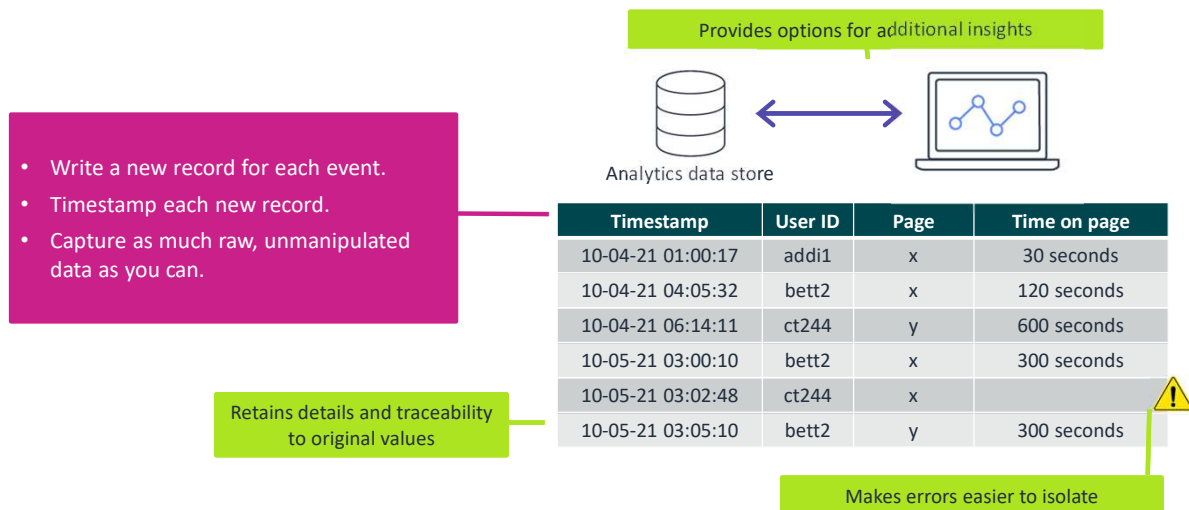 Provides options for additional insights
Analytics data store
• Write a new record for each event.
• Timestamp each new record.
• Capture as much raw, unmanipulated
data as you can.
Timestamp User ID Page Time on page
10-04-21 01:00:17 addi1 x 30 seconds
10-04-21 04:05:32 bett2 x 120 seconds
10-04-21 06:14:11 ct244 y 600 seconds
10-05-21 03:00:10 bett2 x 300 seconds
10-05-21 03:02:48 ct244 x
10-05-21 03:05:10 bett2 y 300 seconds
Retains details and traceability
to original values
Makes errors easier to isolate